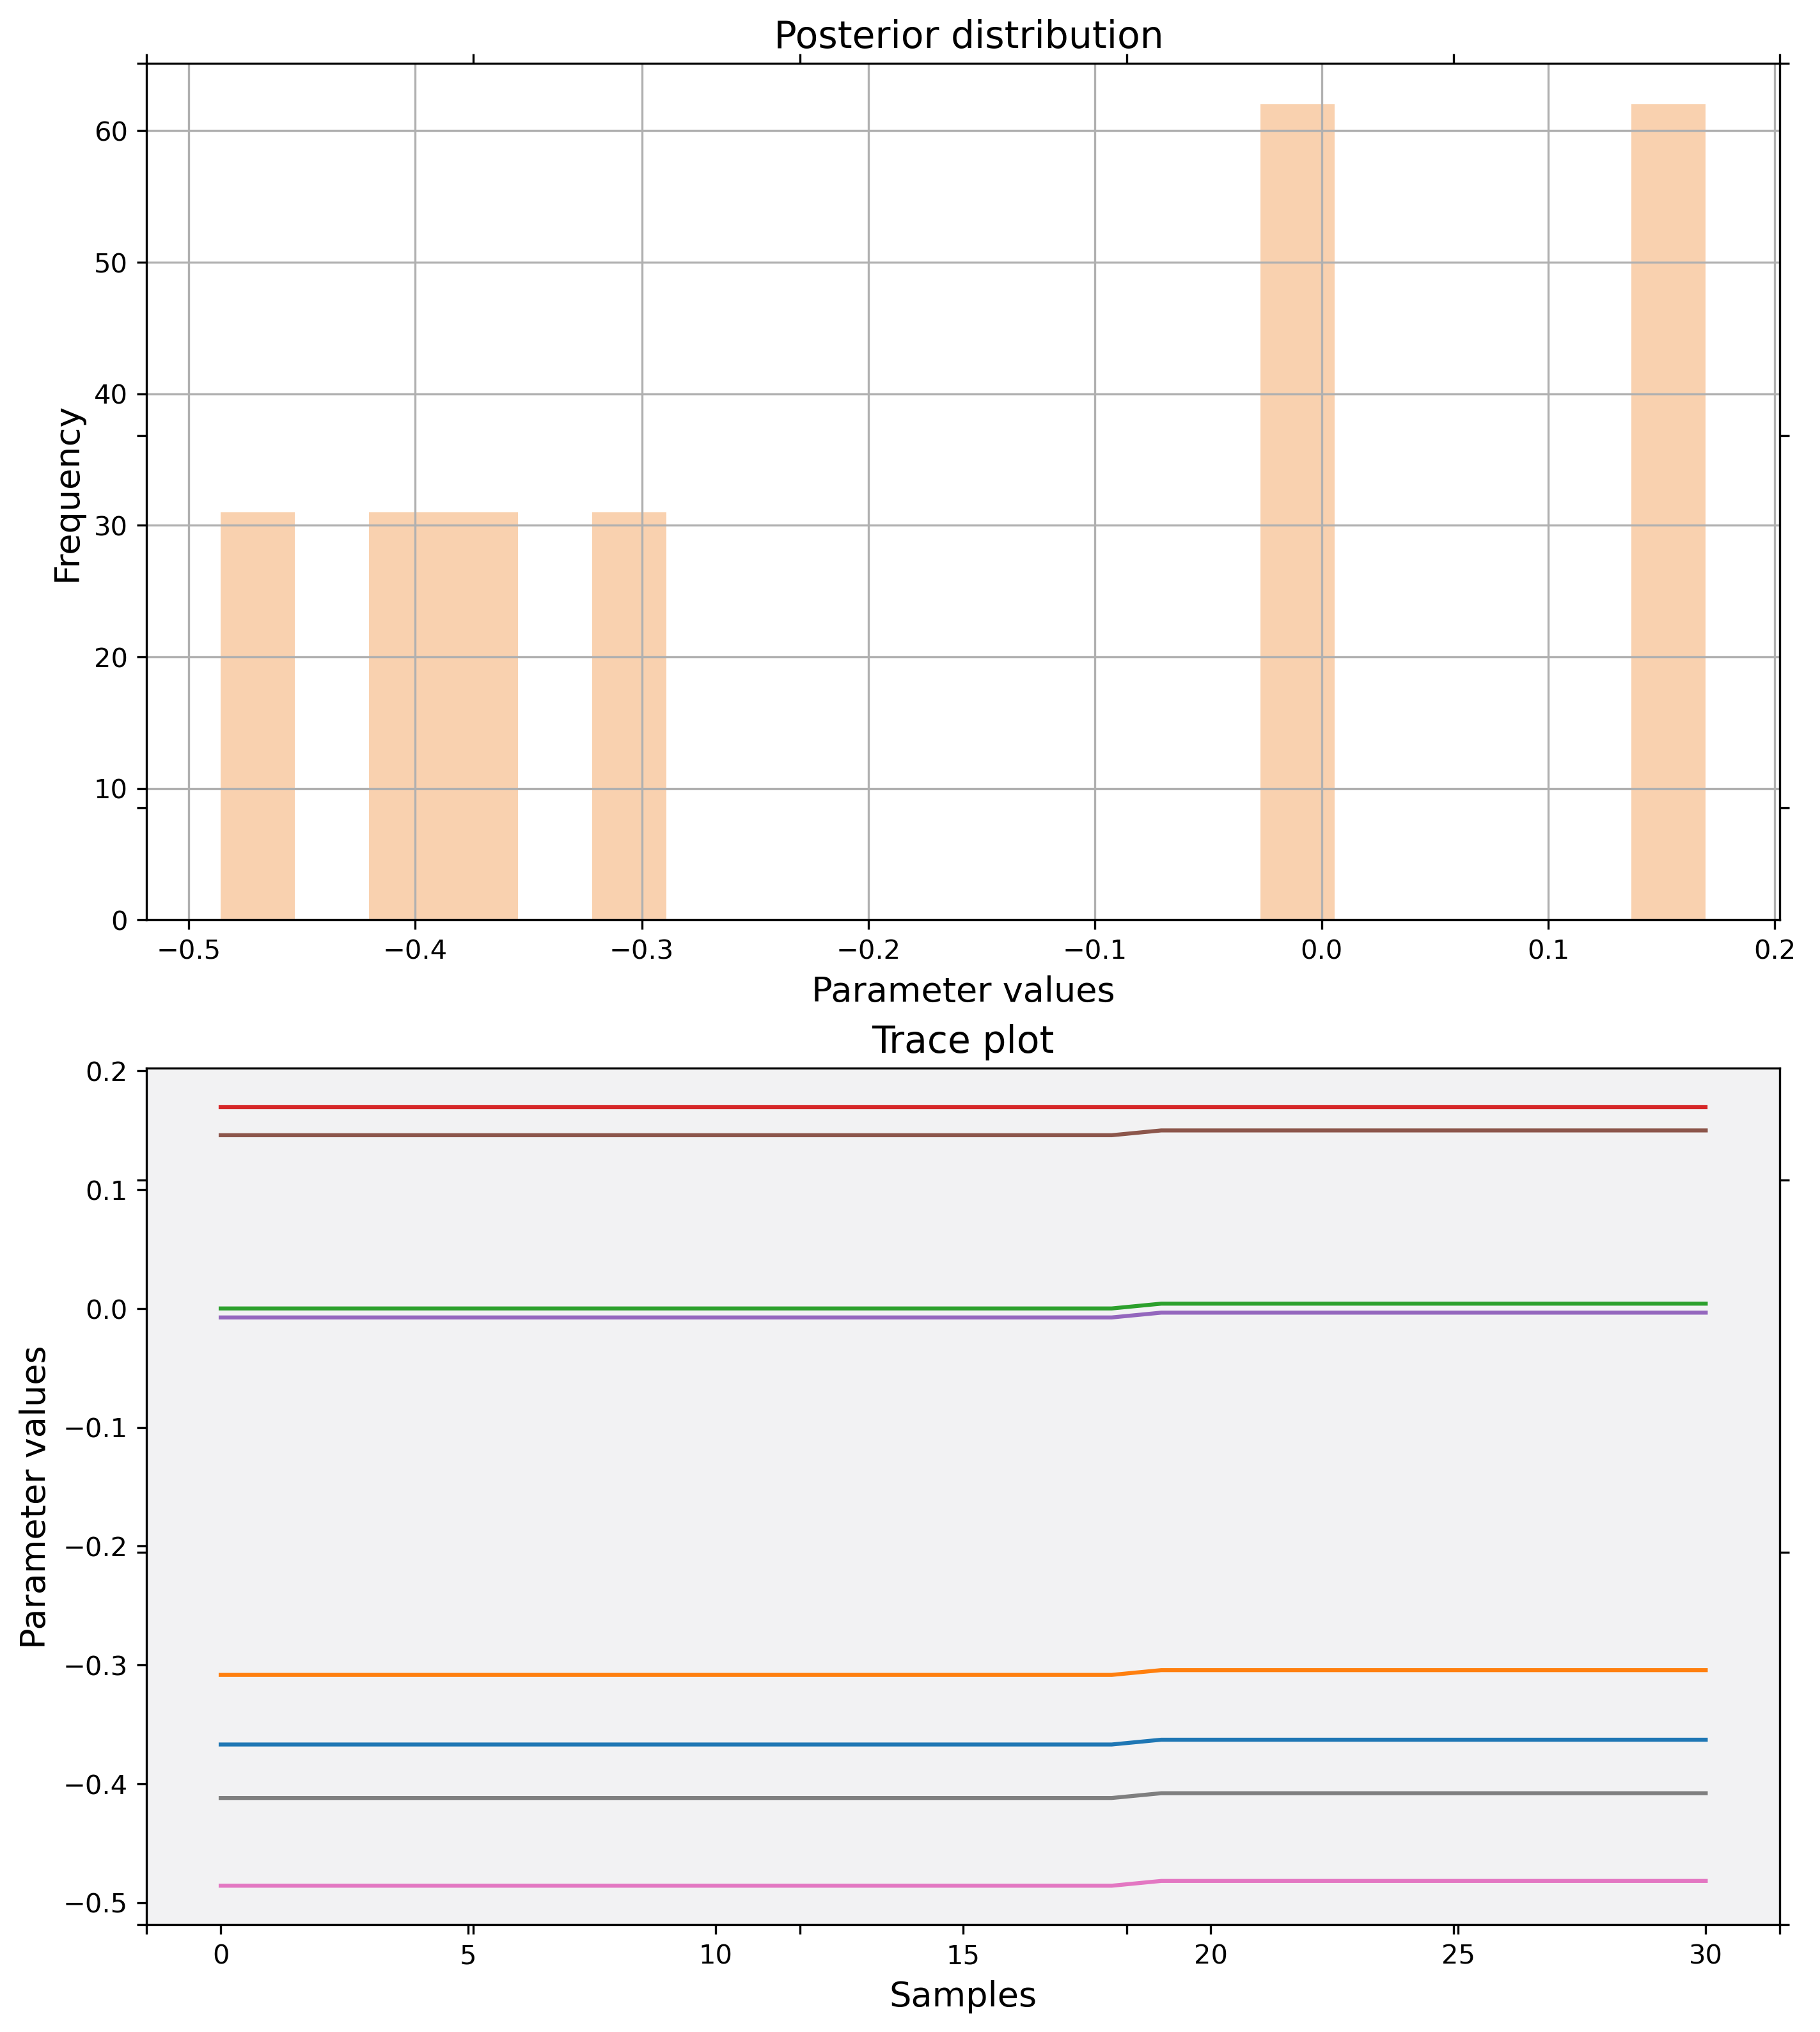 Posterior distribution
60
50
40
30
20
10
0
Frequency
−0.5 −0.4 −0.3 −0.2 −0.1 0.0 0.1 0.2
Parameter values
Trace plot
0.2
0.1
0.0
−0.1
−0.2
−0.3
−0.4
−0.5
Parameter values
0 5 10 15 20 25 30
Samples